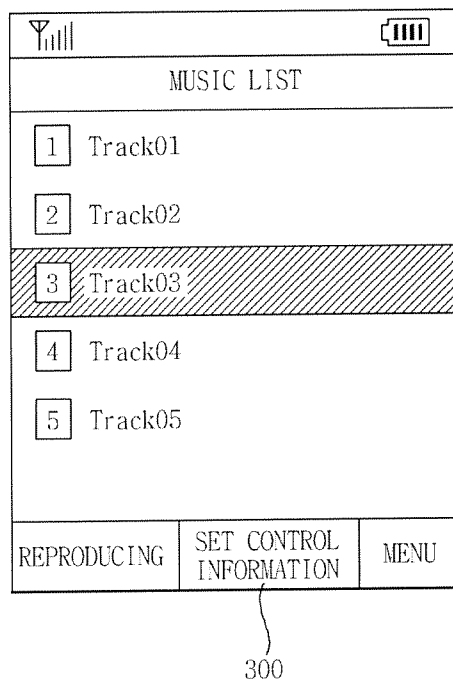 MUSIC LIST
1 Track01
2 Track02
3 Track03
4 Track04
5 Track05
REPRODUCING
SET CONTROL
INFORMATION
MENU
300